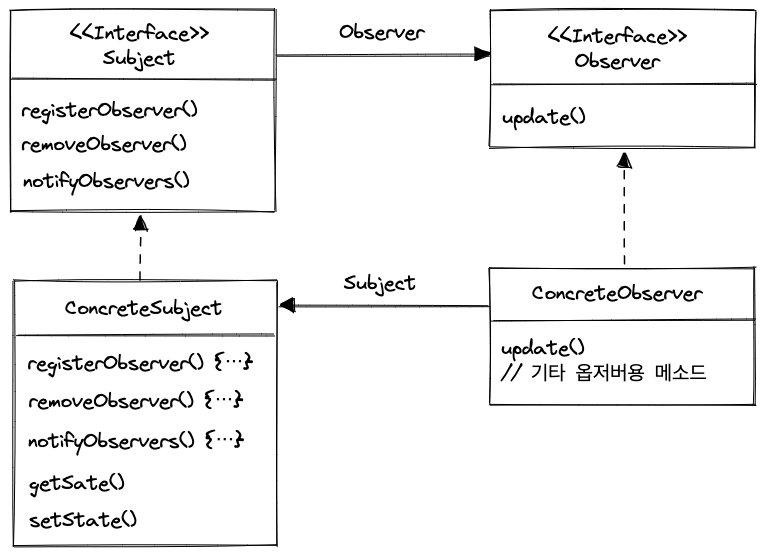 <<Interface>>
Subject
registerObserver()
removeObserver()
notifyObservers()
Observer
<<Interface>>
Observer
update()
ConcreteSubject
registerObserver() {…}
removeObserver() {…}
notifyObservers() {…}
getSate()
setState()
Subject
ConcreteObserver
update()
// 기타 옵저버용 메소드